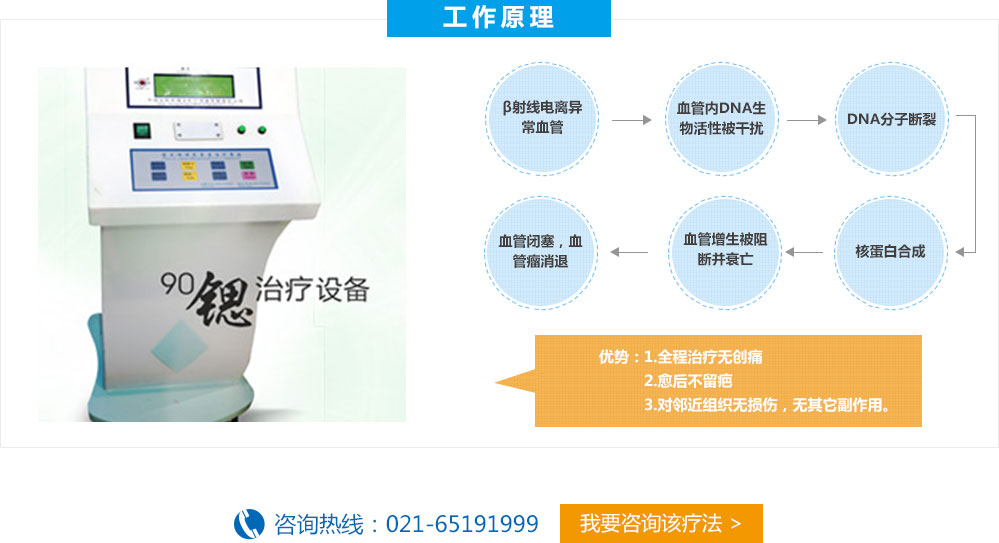 工作原理
β射线电离异
常血管
血管内DNA生
物活性被干扰
DNA分子断裂
血管闭塞，血
管瘤消退
血管增生被阻
断并衰亡
核蛋白合成
90锶治疗设备
优势：1.全程治疗无创痛
2.愈后不留疤
3.对邻近组织无损伤，无其它副作用。
咨询热线：021-65191999
我要咨询该疗法 >